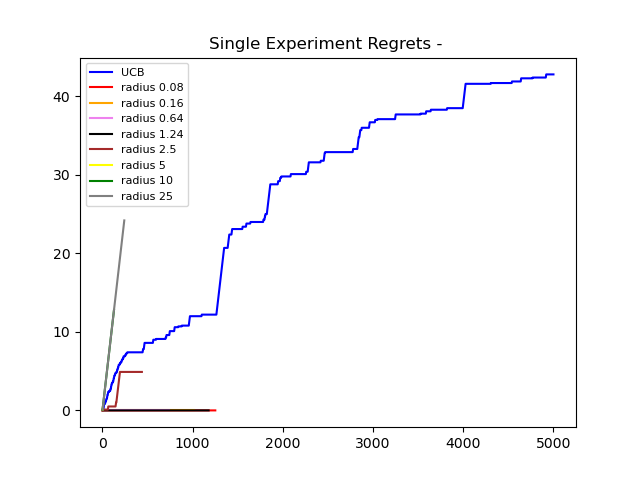 Single Experiment Regrets -
UCB
radius 0.08
radius 0.16
radius 0.64
radius 1.24
radius 2.5
radius 5
radius 10
radius 25
40
30
20
10
0
0 1000 2000 3000 4000 5000